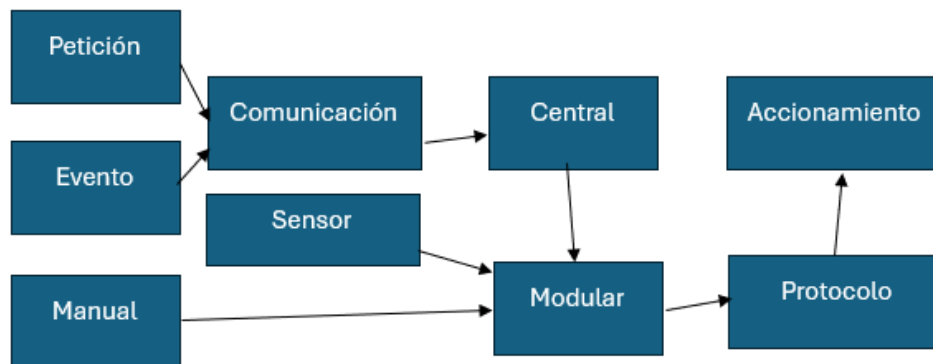 Petición
Comunicación
Central
Accionamiento
Evento
Sensor
Manual
Modular
Protocolo